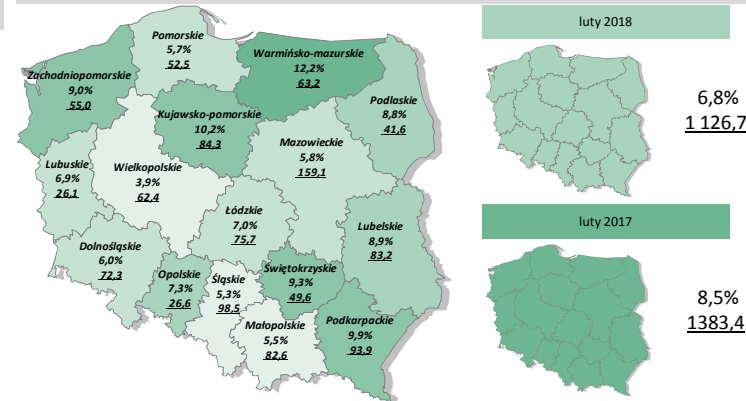 Pomorskie
5,7%
52,5
Warmińsko-mazurskie
12,2%
63,2
Zachodniopomorskie
9,0%
55,0
Podlaskie
8,8%
41,6
Kujawsko-pomorskie
10,2%
84,3
Mazowieckie
5,8%
159,1
Lubuskie
6,9%
26,1
Wielkopolskie
3,9%
62,4
Łódzkie
7,0%
75,7
Lubelskie
8,9%
83,2
Dolnośląskie
6,0%
72,3
Opolskie
7,3%
26,6
Śląskie
5,3%
98,5
Świętokrzyskie
9,3%
49,6
Małopolskie
5,5%
82,6
Podkarpackie
9,9%
93,9
luty 2018
6,8%
1 126,7
luty 2017
8,5%
1383,4